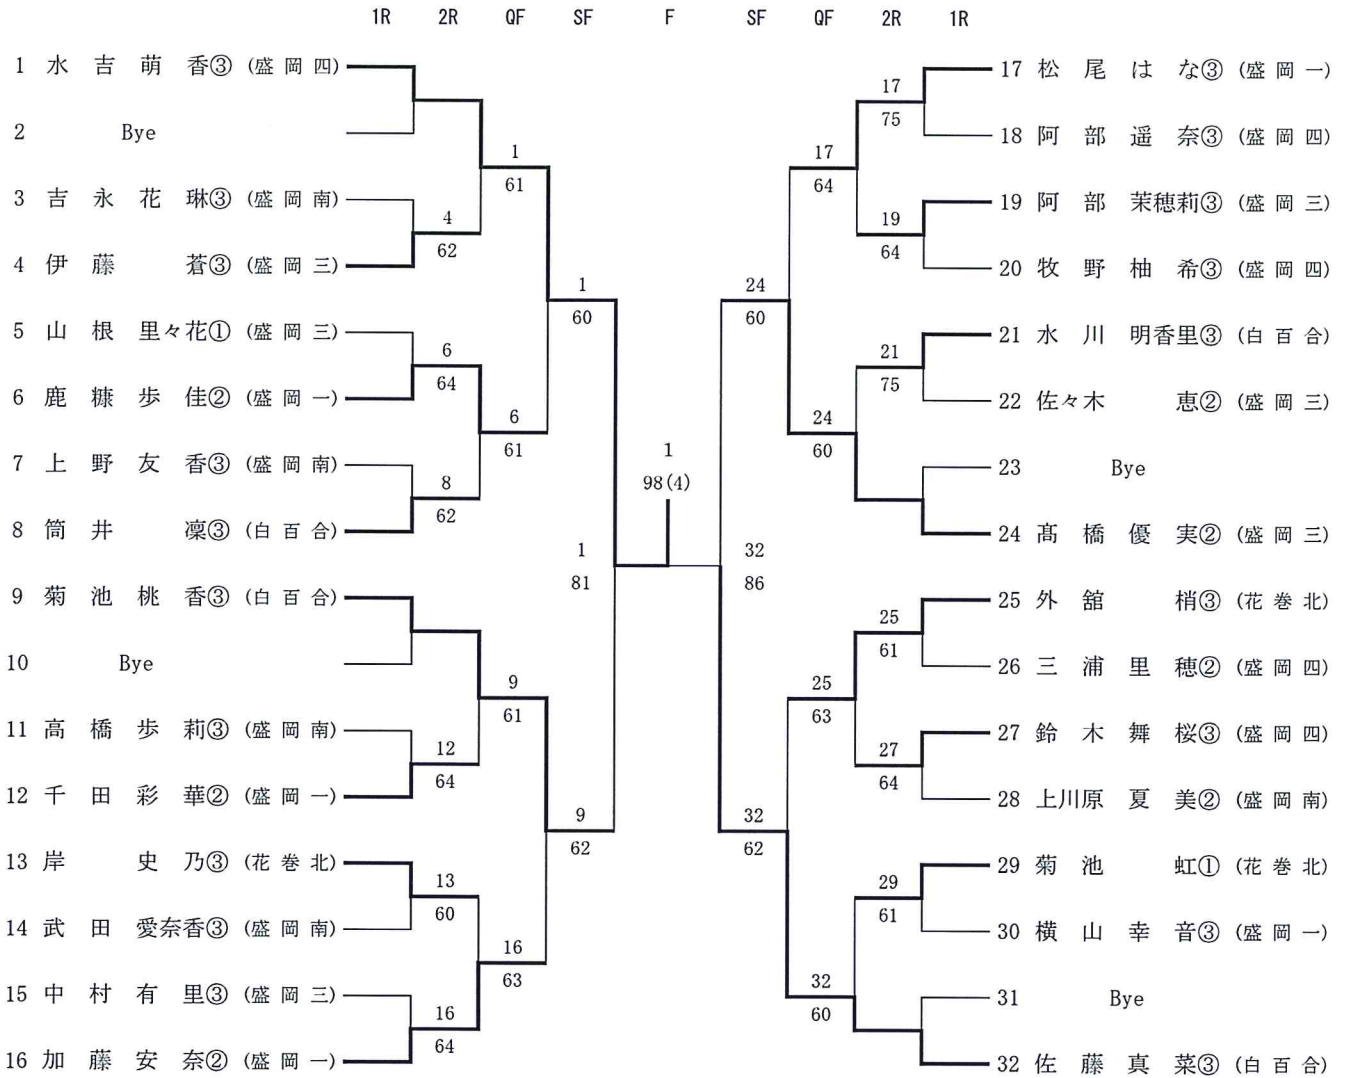 1R 2R QF SF F SF QF 2R 1R
1 水吉萌香③ (盛岡四)
2 Bye
3 吉永花琳③ (盛岡南)
4 伊藤蒼③ (盛岡三)
5 山根里々花① (盛岡三)
6 鹿糠歩佳② (盛岡一)
7 上野友香③ (盛岡南)
8 筒井凜③ (白百合)
9 菊池桃香③ (白百合)
10 Bye
11 高橋歩莉③ (盛岡南)
12 千田彩華② (盛岡一)
13 岸史乃③ (花巻北)
14 武田愛奈香③ (盛岡南)
15 中村有里③ (盛岡三)
16 加藤安奈② (盛岡一)
4
62
6
64
8
62
12
64
13
60
16
64
1
61
6
61
9
61
16
63
1
60
9
62
1
81
1
98(4)
32
86
24
60
32
62
17
64
24
60
25
63
32
60
17
75
19
64
21
75
25
61
27
64
29
61
17 松尾はな③ (盛岡一)
18 阿部遥奈③ (盛岡四)
19 阿部茉穂莉③ (盛岡三)
20 牧野柚希③ (盛岡四)
21 水川明香里③ (白百合)
22 佐々木恵② (盛岡三)
23 Bye
24 髙橋優実② (盛岡三)
25 外舘梢③ (花巻北)
26 三浦里穂② (盛岡四)
27 鈴木舞桜③ (盛岡四)
28 上川原夏美② (盛岡南)
29 菊池虹① (花巻北)
30 横山幸音③ (盛岡一)
31 Bye
32 佐藤真菜③ (白百合)